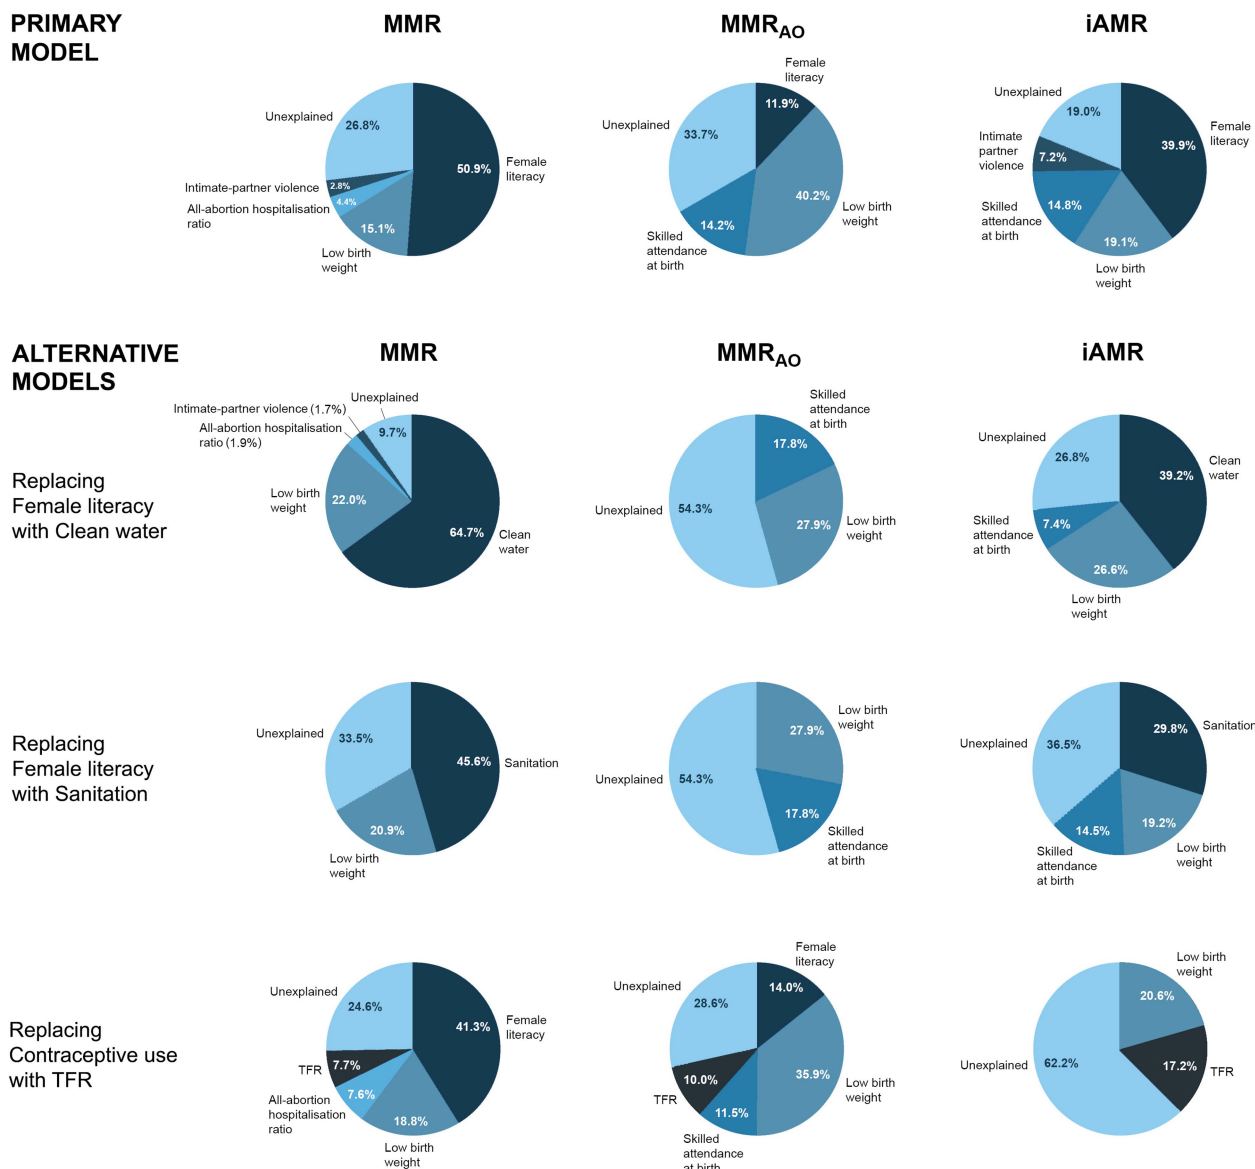 PRIMARY
MODEL
MMR
MMRAO
iAMR
Unexplained
26.8%
50.9%
Female
literacy
Intimate-partner violence
2.8%
All-abortion hospitalisation
ratio
4.4%
15.1%
Low birth
weight
Female
literacy
11.9%
Unexplained
33.7%
40.2%
Low birth
weight
14.2%
Skilled
attendance
at birth
Unexplained
19.0%
39.9%
Female
literacy
Intimate
partner
violence
7.2%
14.8%
Skilled
attendance
at birth
19.1%
Low birth
weight
ALTERNATIVE
MODELS
MMR
MMRAO
iAMR
Replacing
Female literacy
with Clean water
Intimate-partner violence (1.7%)
Unexplained
All-abortion hospitalisation
ratio (1.9%)
9.7%
Low birth
weight
22.0%
64.7%
Clean
water
Skilled
attendance
at birth
17.8%
Unexplained
54.3%
27.9%
Low birth
weight
Unexplained
26.8%
39.2%
Clean
water
Skilled
attendance
at birth
7.4%
26.6%
Low birth
weight
Replacing
Female literacy
with Sanitation
Unexplained
33.5%
45.6%
Sanitation
20.9%
Low birth
weight
27.9%
Low birth
weight
Unexplained
54.3%
17.8%
Skilled
attendance
at birth
Unexplained
36.5%
29.8%
Sanitation
14.5%
Skilled
attendance
at birth
19.2%
Low birth
weight
Replacing
Contraceptive use
with TFR
Unexplained
24.6%
41.3%
Female
literacy
TFR
7.7%
All-abortion
hospitalisation
ratio
7.6%
18.8%
Low birth
weight
Female
literacy
14.0%
Unexplained
28.6%
35.9%
Low birth
weight
TFR
10.0%
11.5%
Skilled
attendance
at birth
Low birth
weight
20.6%
Unexplained
62.2%
17.2%
TFR